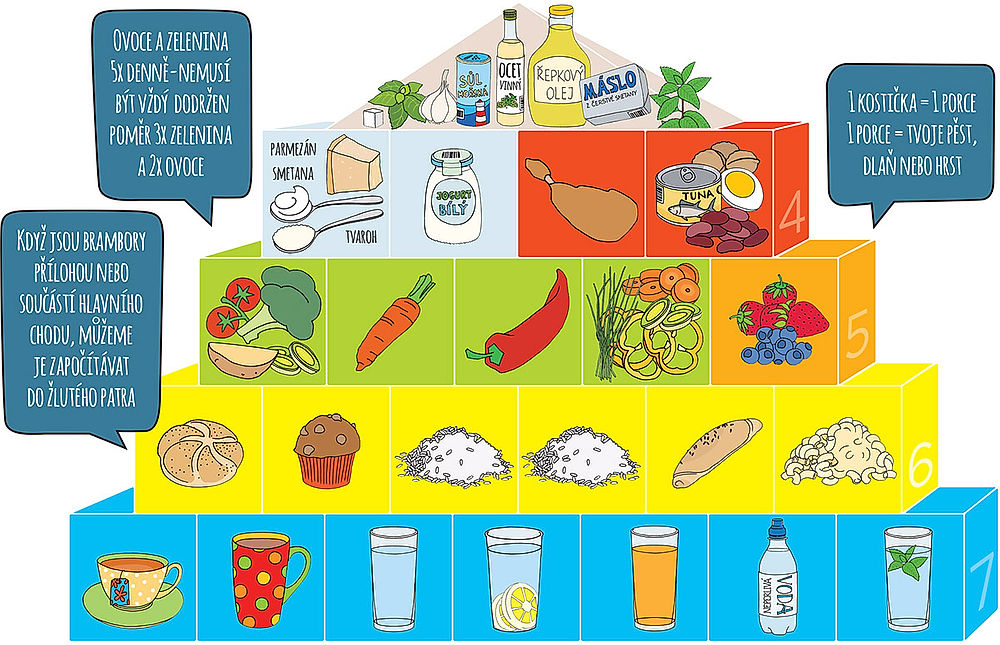 OVOCE A ZELENINA
5X DENNĚ-NEMUSÍ
BÝT VŽDÝ DODRŽEN
POMĚR 3X ZELENINA
A 2X OVOCE
SŮL
MOŘSKÁ
OCET
VINNÝ
ŘEPKOVÝ
OLEJ
MÁSLO
Z ČERSTVÉ SMETANY
1 KOSTIČKA = 1 PORCE
1 PORCE = TVOJE PĚST,
DLAŇ NEBO HRST
PARMEZÁN
SMETANA
TVAROH
JOGURT
BÍLÝ
TUNA
4
KDYŽ JSOU BRAMBORY
PŘÍLOHOU NEBO
SOUČÁSTÍ HLAVNÍHO
CHODU, MŮŽEME
JE ZAPOČÍTÁVAT
DO ŽLUTÉHO PATRA
5
6
NEPERLIVÁ
VODA
7